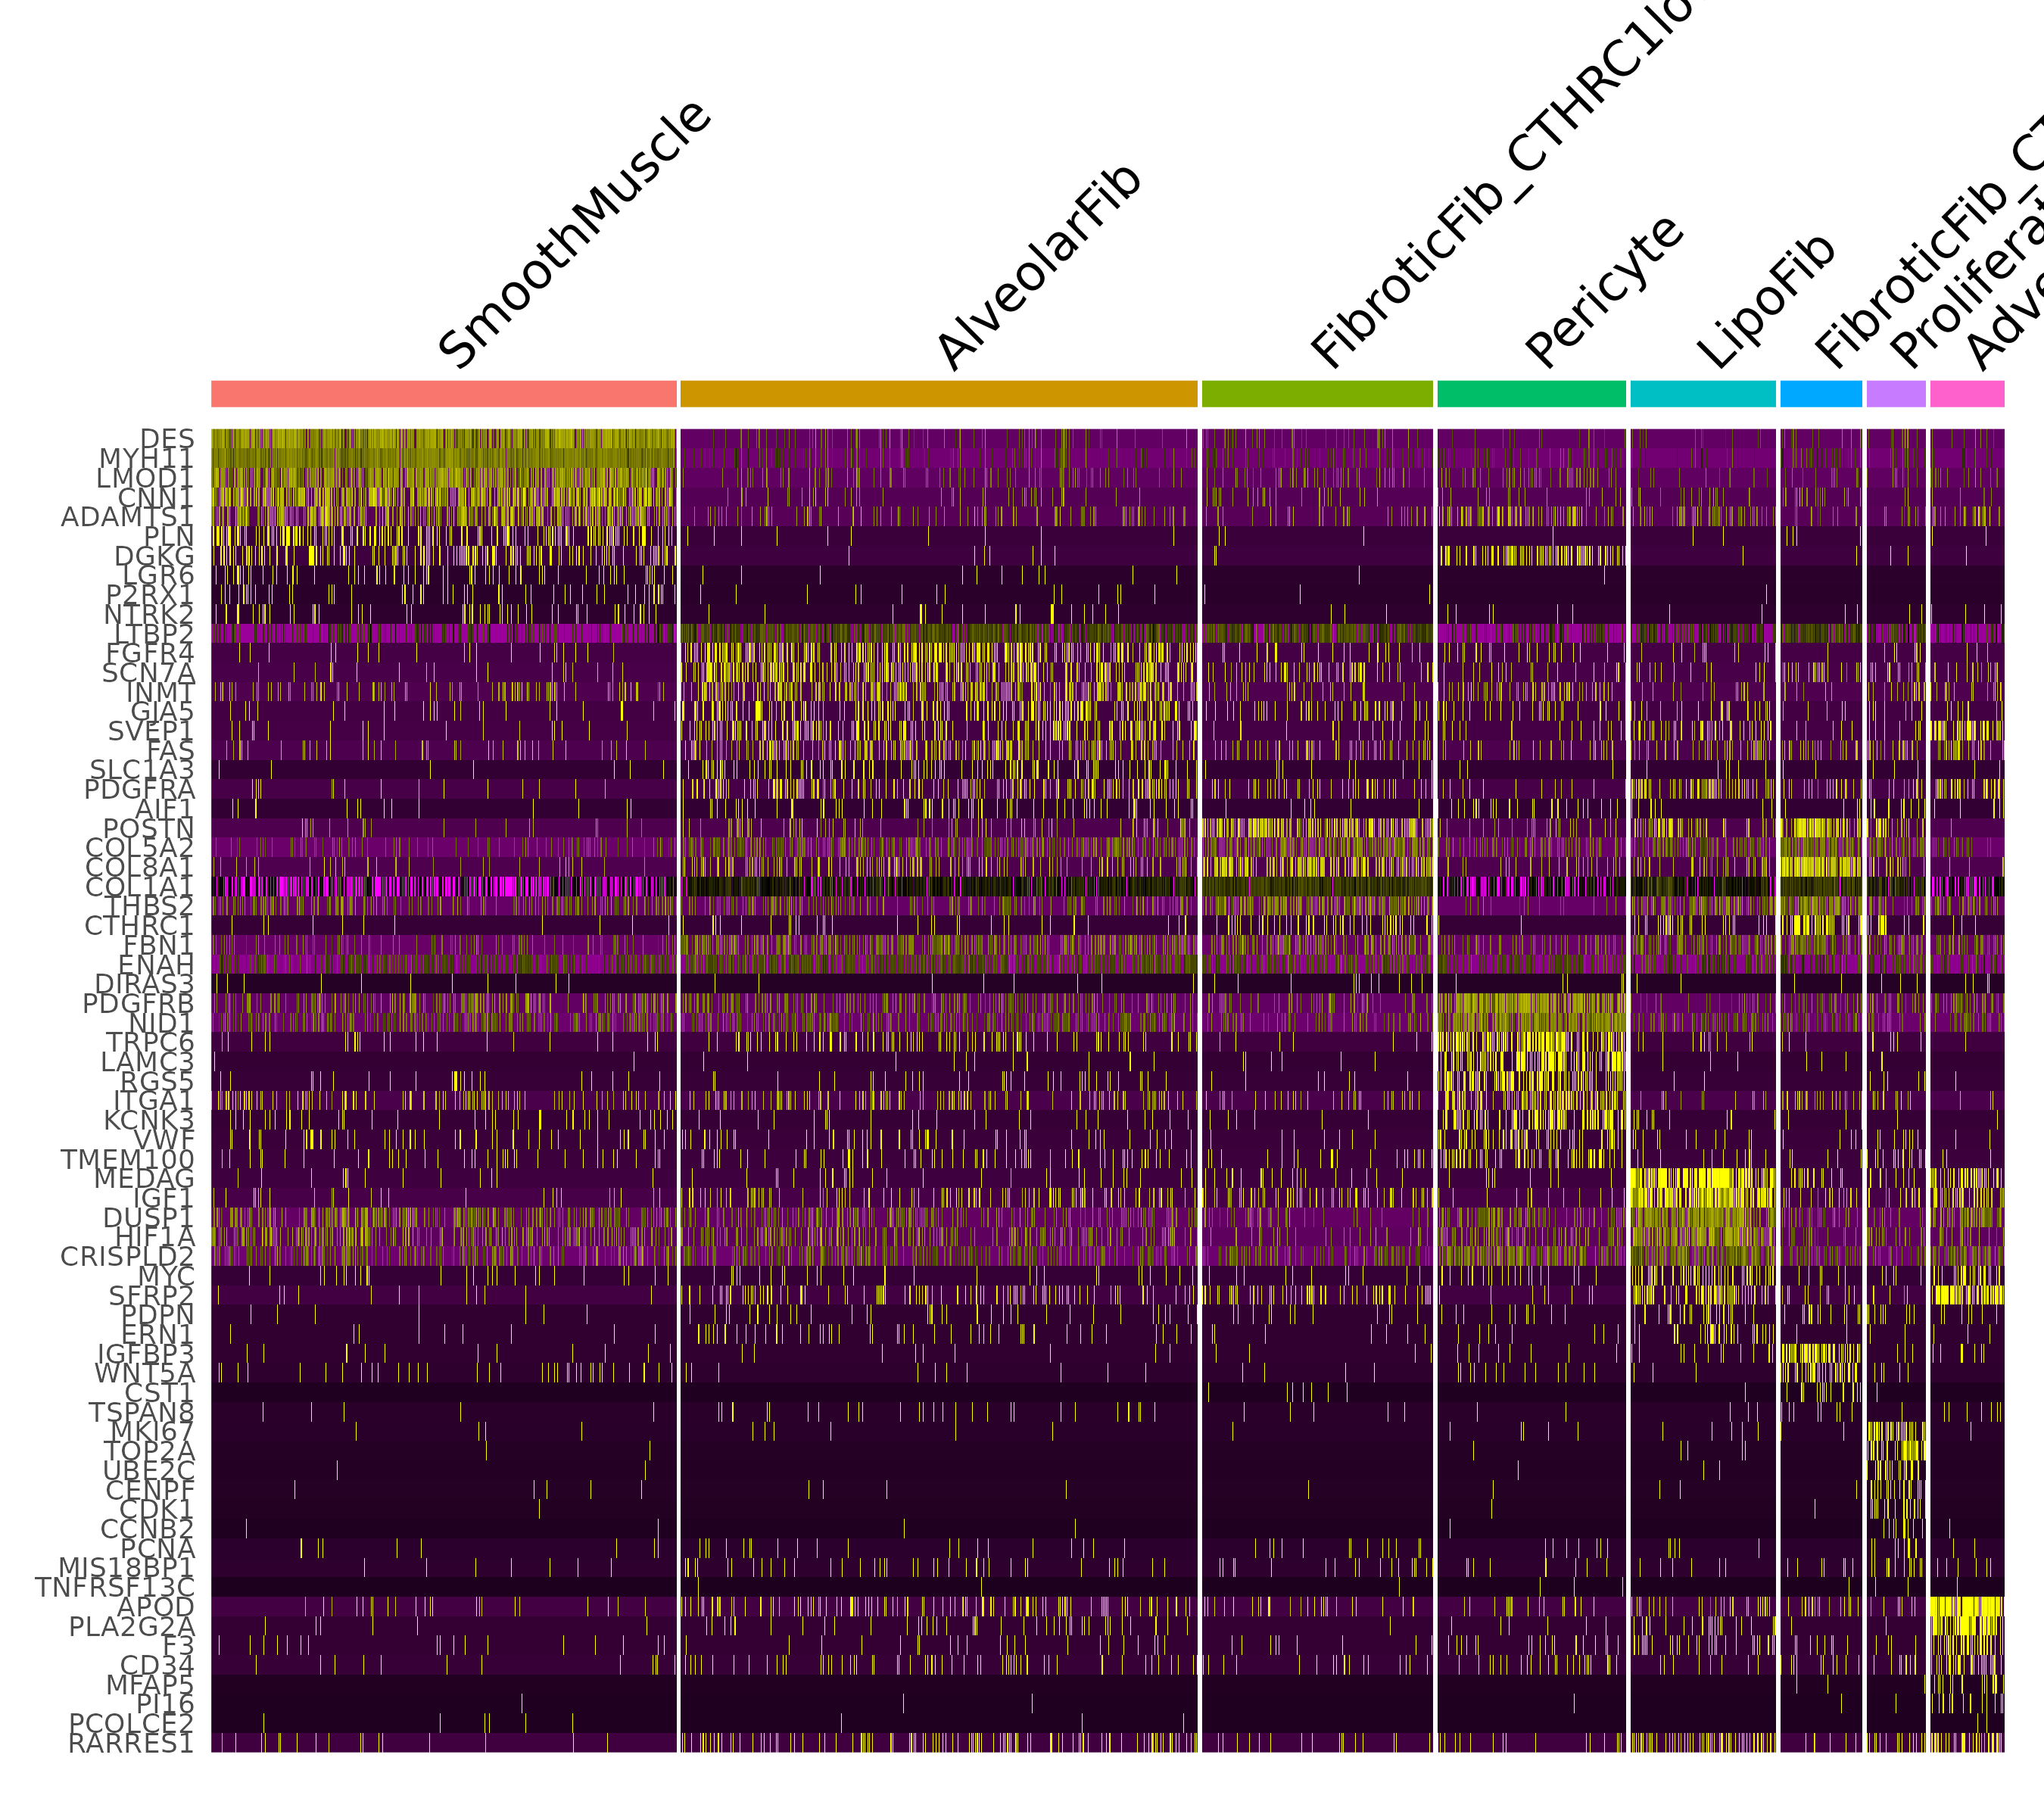 SmoothMuscle
AlveolarFib
FibroticFib_CTHRC1lo
Pericyte
LipoFib
FibroticFib_CT
Prolifera
Adve
DES
MYH11
LMOD1
CNN1
ADAMTS1
PLN
DGKG
LGR6
P2RX1
NTRK2
LTBP2
FGFR4
SCN7A
INMT
GJA5
SVEP1
FAS
SLC1A3
PDGFRA
AIF1
POSTN
COL5A2
COL8A1
COL1A1
THBS2
CTHRC1
FBN1
ENAH
DIRAS3
PDGFRB
NID1
TRPC6
LAMC3
RGS5
ITGA1
KCNK3
VWF
TMEM100
MEDAG
IGF1
DUSP1
HIF1A
CRISPLD2
MYC
SFRP2
PDPN
ERN1
IGFBP3
WNT5A
CST1
TSPAN8
MKI67
TOP2A
UBE2C
CENPF
CDK1
CCNB2
PCNA
MIS18BP1
TNFRSF13C
APOD
PLA2G2A
F3
CD34
MFAP5
PI16
PCOLCE2
RARRES1